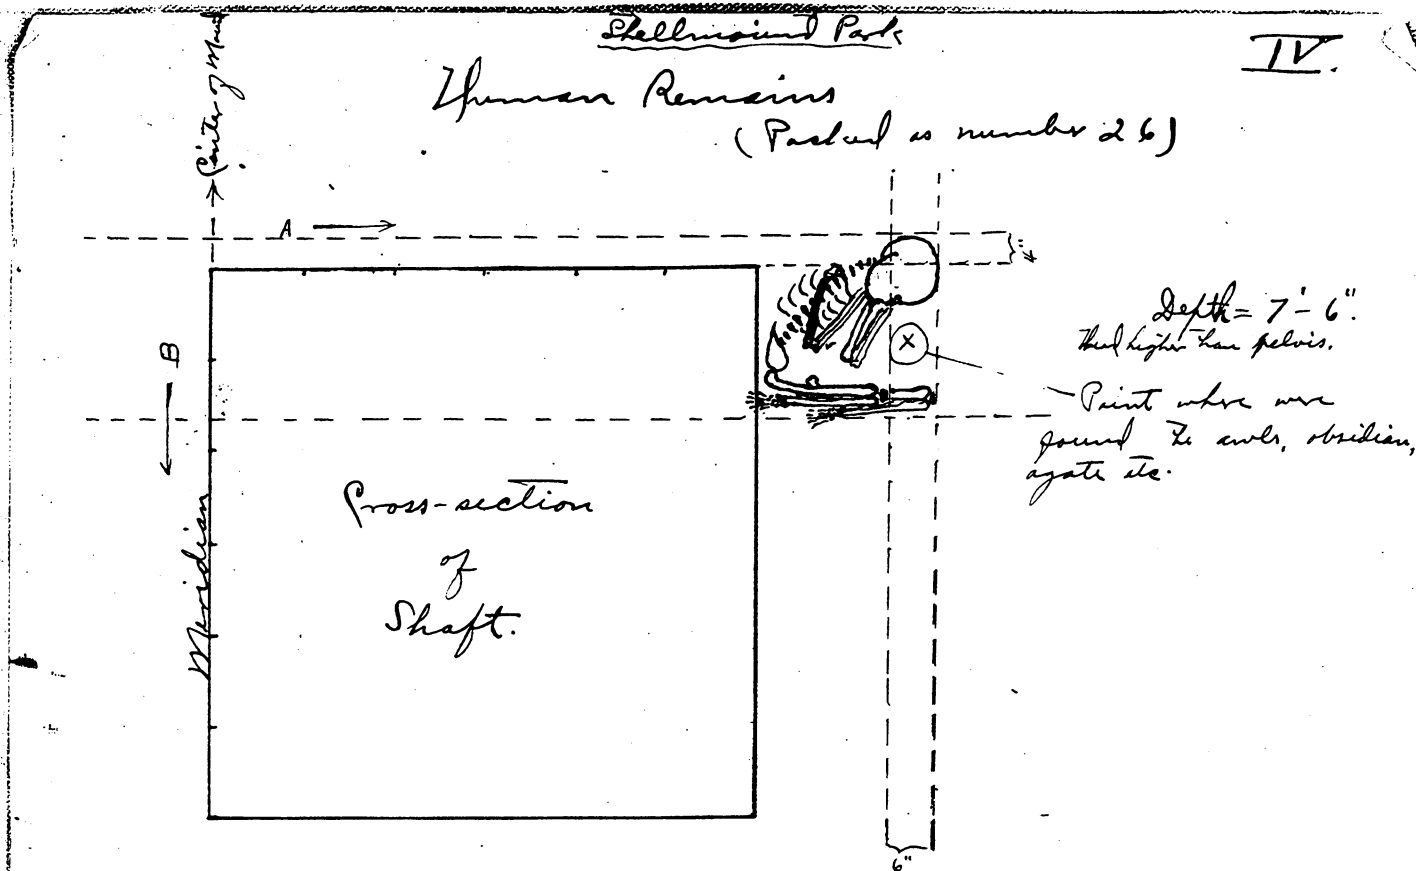 Shellmound Park
IV.
Human Remains
(Packed as number 26)
Center of Mound
A
B
Meridian
Depth = 7'- 6".
Head higher than pelvis.
Point where were
found the awls, obsidian,
agate etc.
Cross-section
of
Shaft.
X
6"